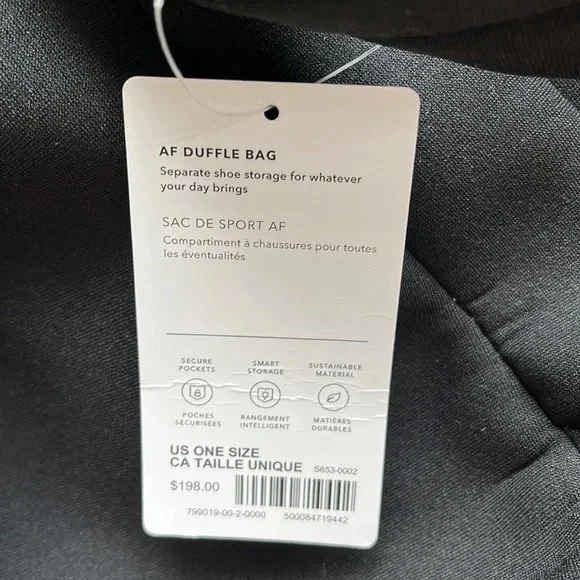 AF DUFFLE BAG
Separate shoe storage for whatever
your day brings
SAC DE SPORT AF
Compartiment à chaussures pour toutes
les éventualités
SECURE
POCKETS
POCHES
SÉCURISÉES
SMART
STORAGE
RANGEMENT
INTELLIGENT
SUSTAINABLE
MATERIAL
MATIÈRES
DURABLES
US ONE SIZE
CA TAILLE UNIQUE S653-0002
$198.00
799019-00-2-0000 500084719442